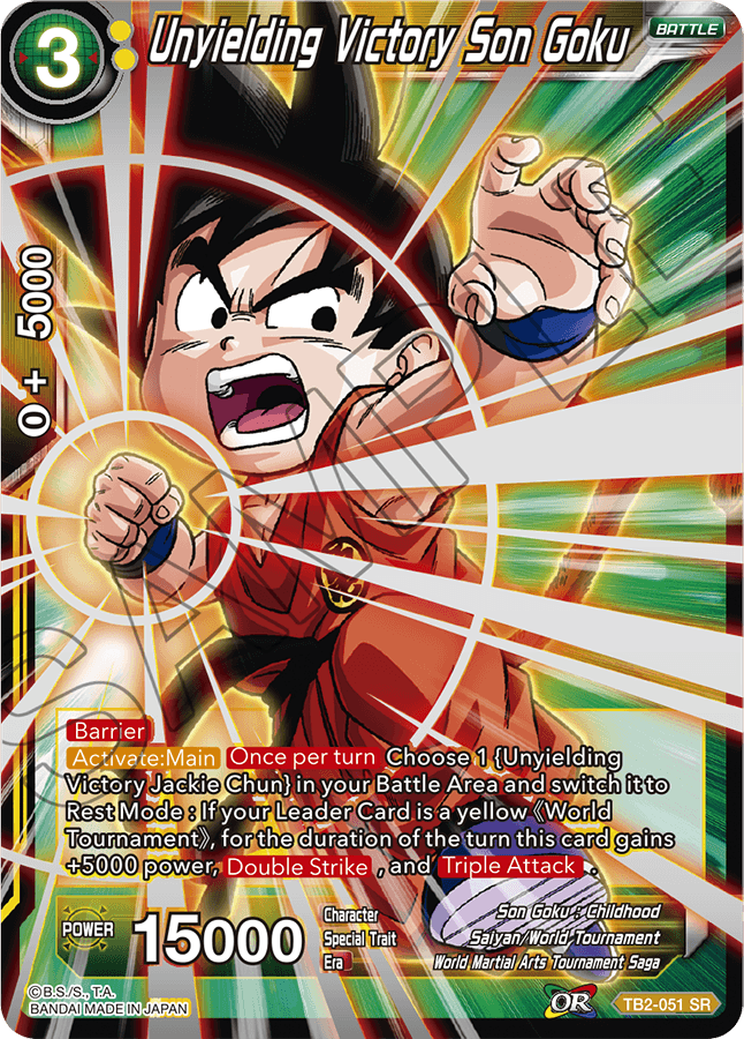 3
Unyielding Victory Son Goku
BATTLE
0 + 5000
SAMPLE
Barrier
Activate:Main Once per turn Choose 1 {Unyielding
Victory Jackie Chun} in your Battle Area and switch it to
Rest Mode : If your Leader Card is a yellow 《World
Tournament》, for the duration of the turn this card gains
+5000 power, Double Strike , and Triple Attack .
POWER 15000
Character Son Goku : Childhood
Special Trait Saiyan/World Tournament
Era World Martial Arts Tournament Saga
©B.S./S., T.A.
BANDAI MADE IN JAPAN
OR
TB2-051 SR